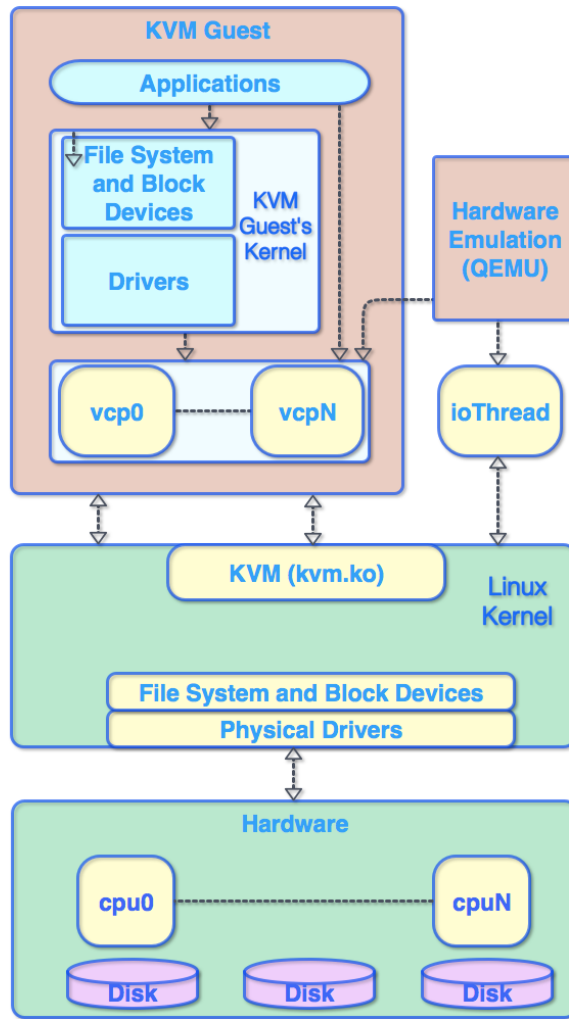 KVM Guest
Applications
File System
and Block
Devices
KVM
Guest's
Kernel
Drivers
Hardware
Emulation
(QEMU)
vcp0
vcpN
ioThread
KVM (kvm.ko)
Linux
Kernel
File System and Block Devices
Physical Drivers
Hardware
cpu0
cpuN
Disk
Disk
Disk